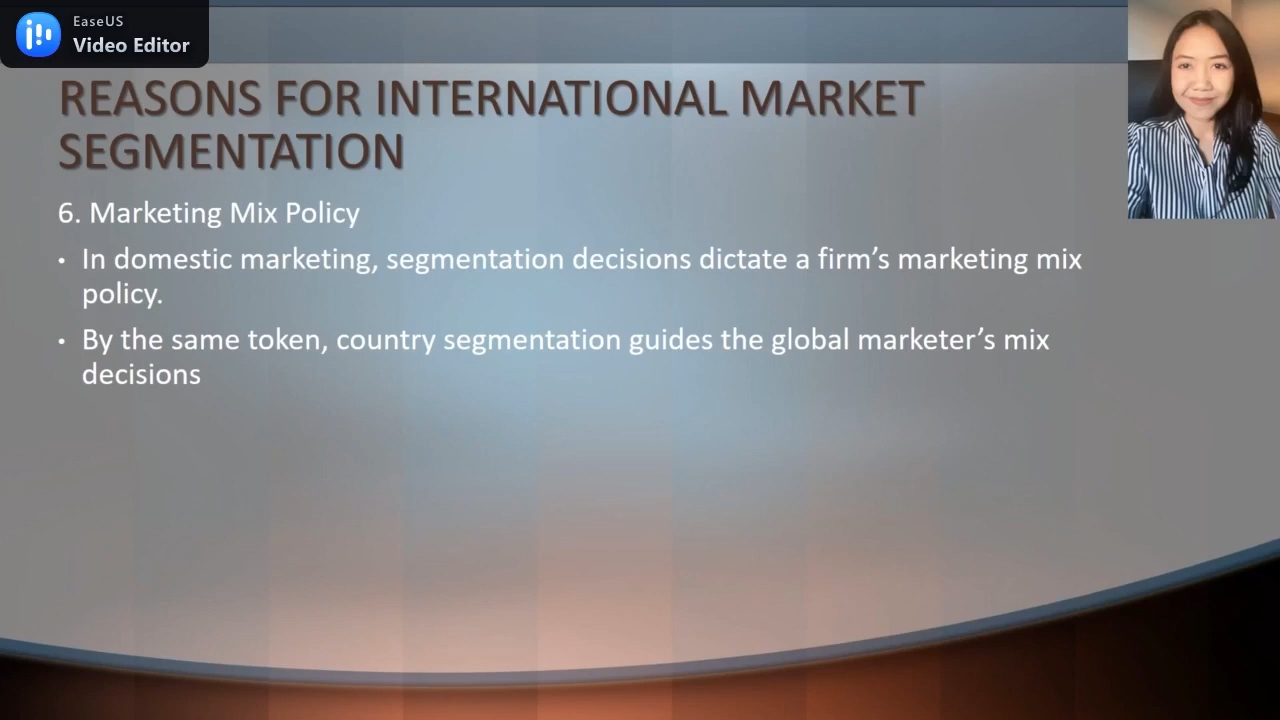 EaseUS
Video Editor
REASONS FOR INTERNATIONAL MARKET
SEGMENTATION
6. Marketing Mix Policy
• In domestic marketing, segmentation decisions dictate a firm’s marketing mix
policy.
• By the same token, country segmentation guides the global marketer’s mix
decisions